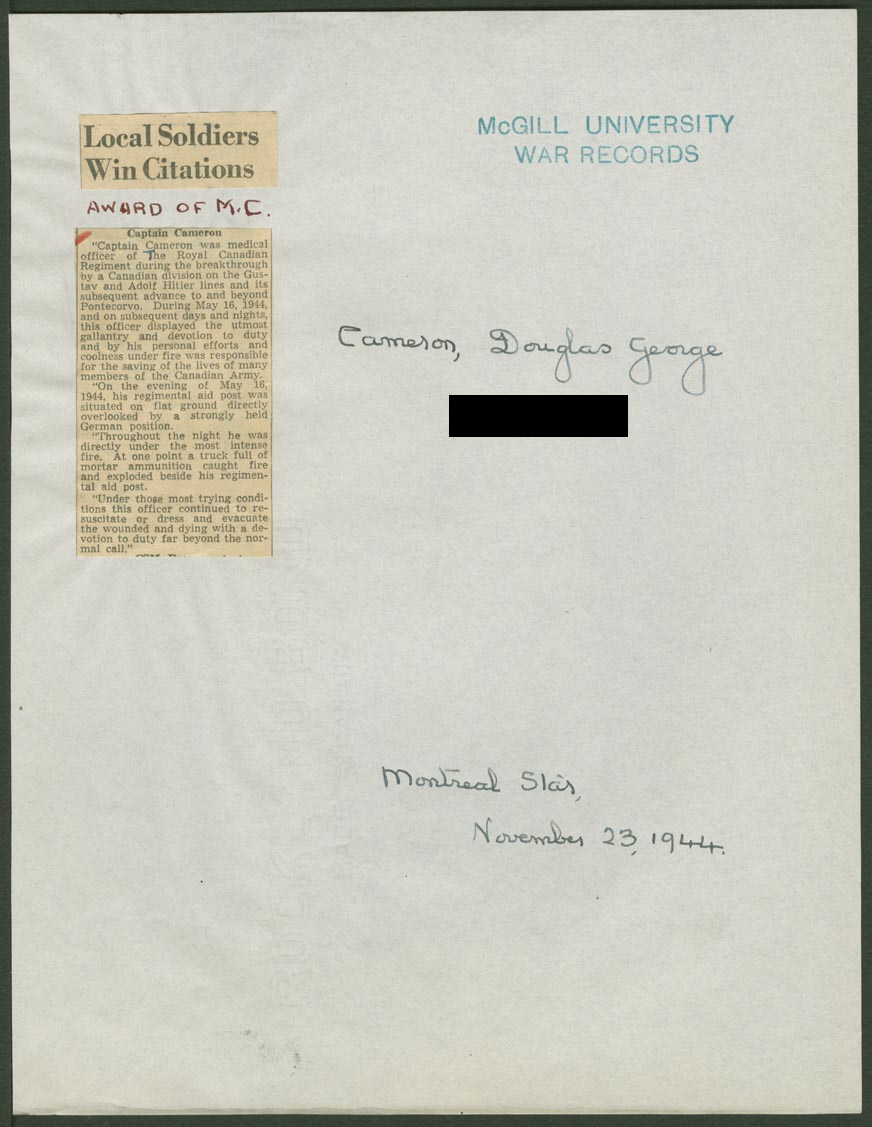 McGILL UNIVERSITY
WAR RECORDS
Local Soldiers
Win Citations
AWARD OF M.C.
Captain Cameron
"Captain Cameron was medical
officer of The Royal Canadian
Regiment during the breakthrough
by a Canadian division on the Gus-
tav and Adolf Hitler lines and its
subsequent advance to and beyond
Pontecorvo. During May 16, 1944,
and on subsequent days and nights,
this officer displayed the utmost
gallantry and devotion to duty
and by his personal efforts and
coolness under fire was responsible
for the saving of the lives of many
members of the Canadian Army.
"On the evening of May 16,
1944, his regimental aid post was
situated on flat ground directly
overlooked by a strongly held
German position.
"Throughout the night he was
directly under the most intense
fire. At one point a truck full of
mortar ammunition caught fire
and exploded beside his regimen-
tal aid post.
"Under those most trying condi-
tions this officer continued to re-
suscitate or dress and evacuate
the wounded and dying with a de-
votion to duty far beyond the nor-
mal call."
Cameron, Douglas George
Montreal Star,
November 23, 1944.